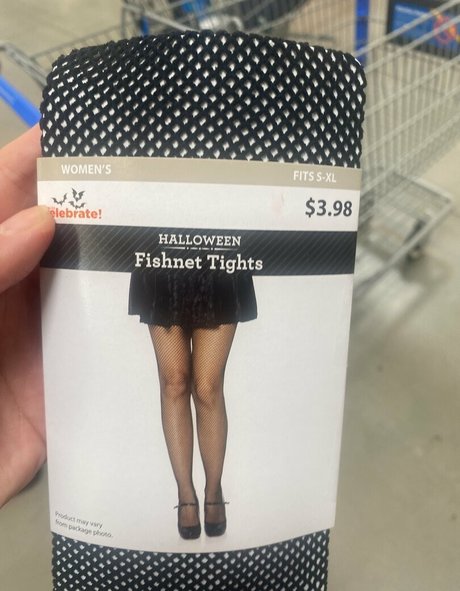 WOMEN'S
FITS S-XL
elebrate!
$3.98
HALLOWEEN
Fishnet Tights
Product may vary
from package photo.